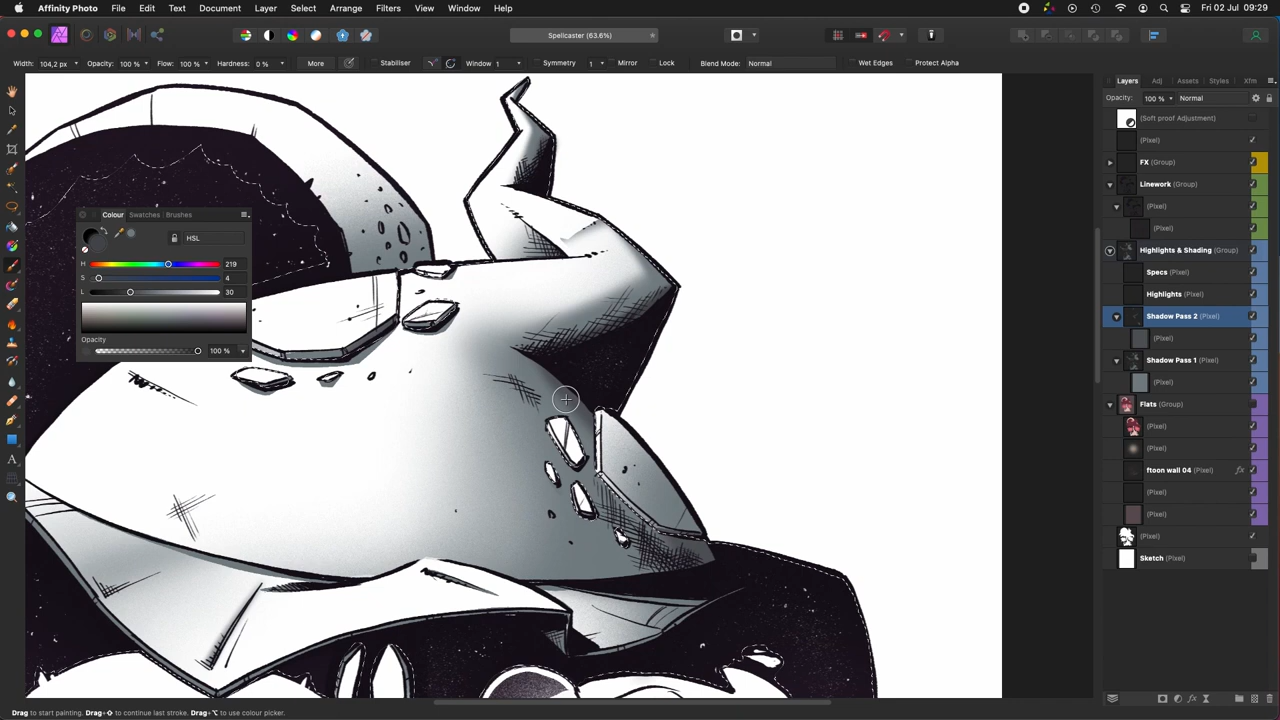 Affinity Photo File Edit Text Document Layer Select Arrange Filters View Window Help Fri 02 Jul 09:29
Spellcaster (63.6%)
Width: 104,2 px Opacity: 100 % Flow: 100 % Hardness: 0 % More Stabiliser Window 1 Symmetry 1 Mirror Lock Blend Mode: Normal Wet Edges Protect Alpha
Layers Adj Assets Styles Xfm
Opacity: 100 % Normal
(Soft proof Adjustment)
(Pixel)
FX (Group)
Linework (Group)
(Pixel)
(Pixel)
Highlights & Shading (Group)
Specs (Pixel)
Highlights (Pixel)
Shadow Pass 2 (Pixel)
(Pixel)
Shadow Pass 1 (Pixel)
(Pixel)
Flats (Group)
(Pixel)
(Pixel)
ftoon wall 04 (Pixel) fx
(Pixel)
(Pixel)
(Pixel)
Sketch (Pixel)
Colour Swatches Brushes
HSL
H 219
S 4
L 30
Opacity
100 %
Drag to start painting. Drag+⇧ to continue last stroke. Drag+⌥ to use colour picker.